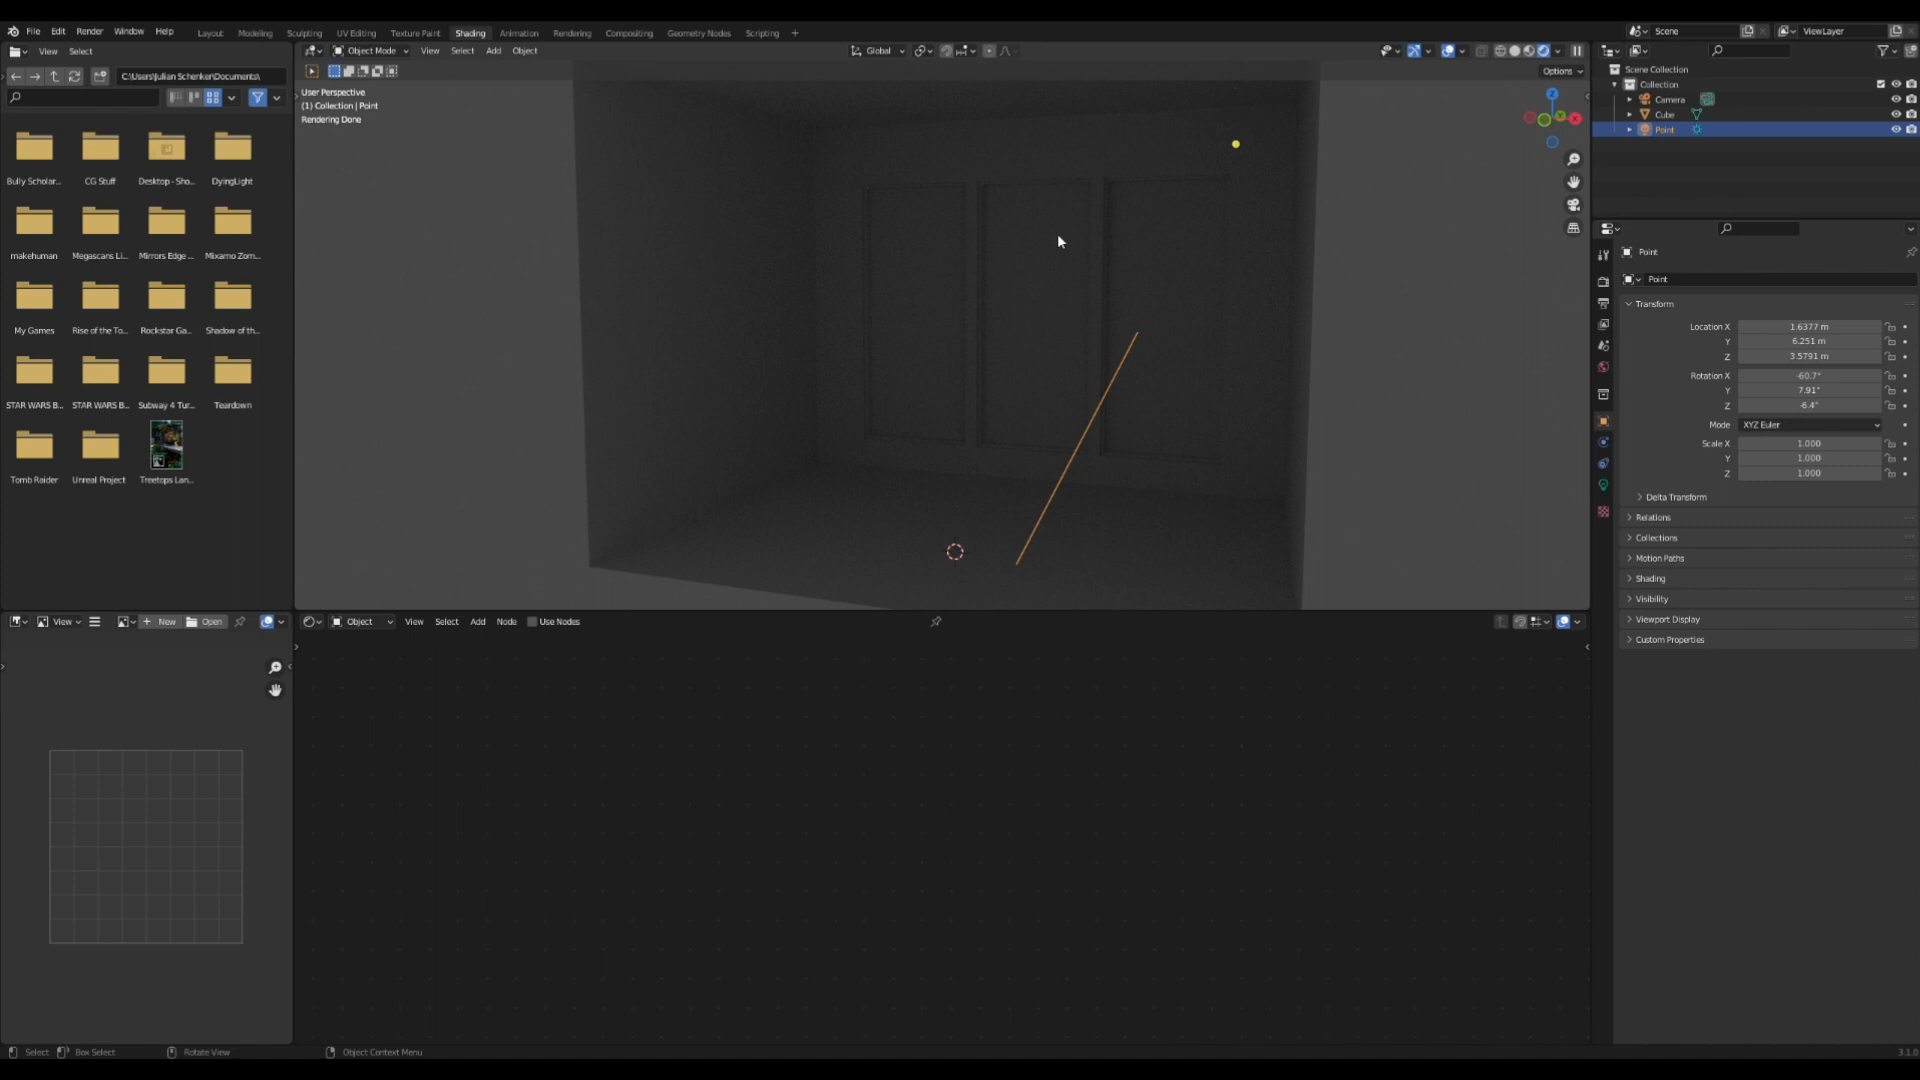 File Edit Render Window Help Layout Modeling Sculpting UV Editing Texture Paint Shading Animation Rendering Compositing Geometry Nodes Scripting + Scene ViewLayer
View Select
C:\Users\Julian Schenker\Documents\
Bully Scholar... CG Stuff Desktop - Sho... DyingLight
makehuman Megascans Li... Mirrors Edge ... Mixamo Zom...
My Games Rise of the To... Rockstar Ga... Shadow of th...
STAR WARS B... STAR WARS B... Subway 4 Tur... Teardown
Tomb Raider Unreal Project Treetops Lan...
Object Mode View Select Add Object Global
Options
User Perspective
(1) Collection | Point
Rendering Done
Z
X
Scene Collection
Collection
Camera
Cube
Point
Point
Point
Transform
Location X 1.6377 m
Y 6.251 m
Z 3.5791 m
Rotation X -60.7°
Y 7.91°
Z -6.4°
Mode XYZ Euler
Scale X 1.000
Y 1.000
Z 1.000
Delta Transform
Relations
Collections
Motion Paths
Shading
Visibility
Viewport Display
Custom Properties
View + New Open
Object View Select Add Node Use Nodes
Select Box Select Rotate View Object Context Menu 3.1.0